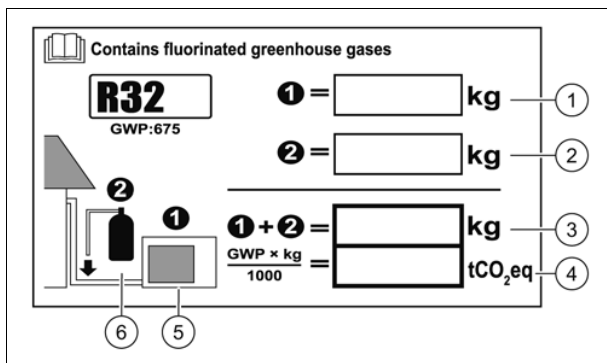 Contains fluorinated greenhouse gases
R32
GWP:675
❶ = kg
1
❷ = kg
2
❶ + ❷ = kg
3
GWP × kg
1000
= tCO₂eq
4
❷
❶
6
5